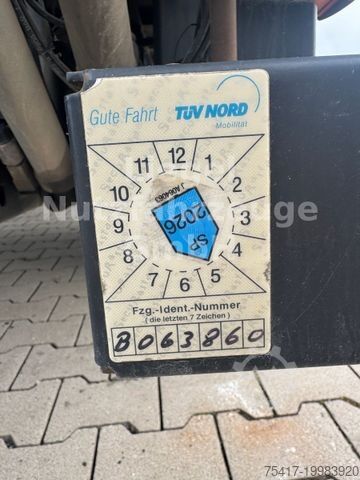 Gute Fahrt TÜV NORD
Mobilität
11 12 1
10 2
9 3
8 4
7 6 5
J A064063
2026
SP
Fzg.-Ident.-Nummer
(die letzten 7 Zeichen)
B063860
75417-19983920